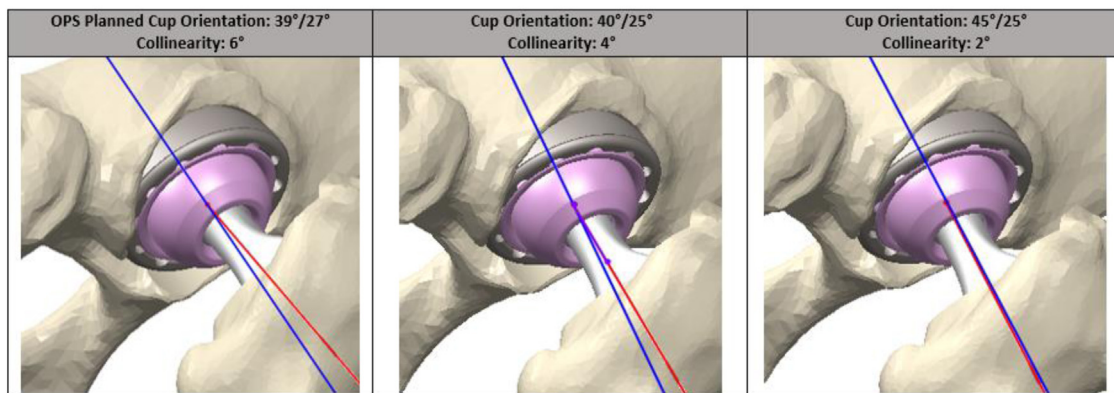 OPS Planned Cup Orientation: 39°/27°
Collinearity: 6°
Cup Orientation: 40°/25°
Collinearity: 4°
Cup Orientation: 45°/25°
Collinearity: 2°